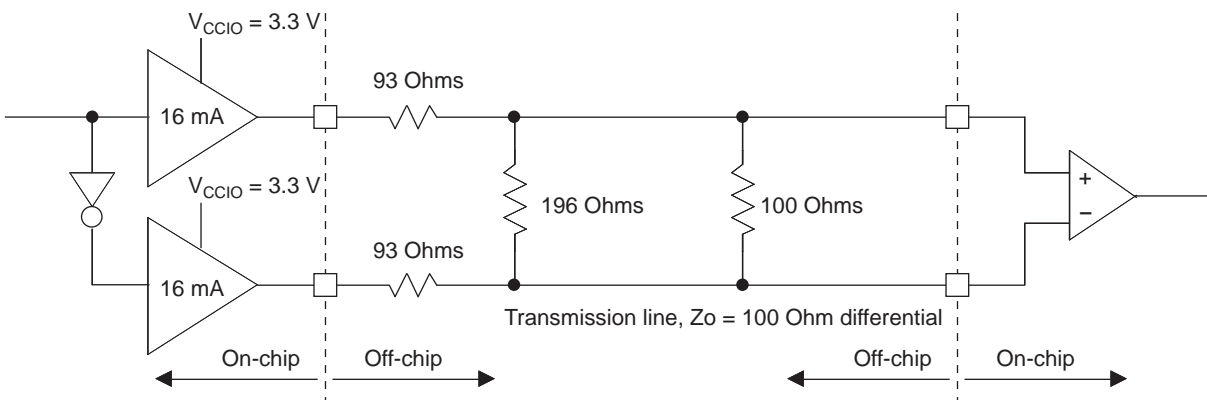 VCCIO = 3.3 V
93 Ohms
16 mA
VCCIO = 3.3 V
196 Ohms
100 Ohms
+
−
93 Ohms
16 mA
Transmission line, Zo = 100 Ohm differential
On-chip
Off-chip
Off-chip
On-chip